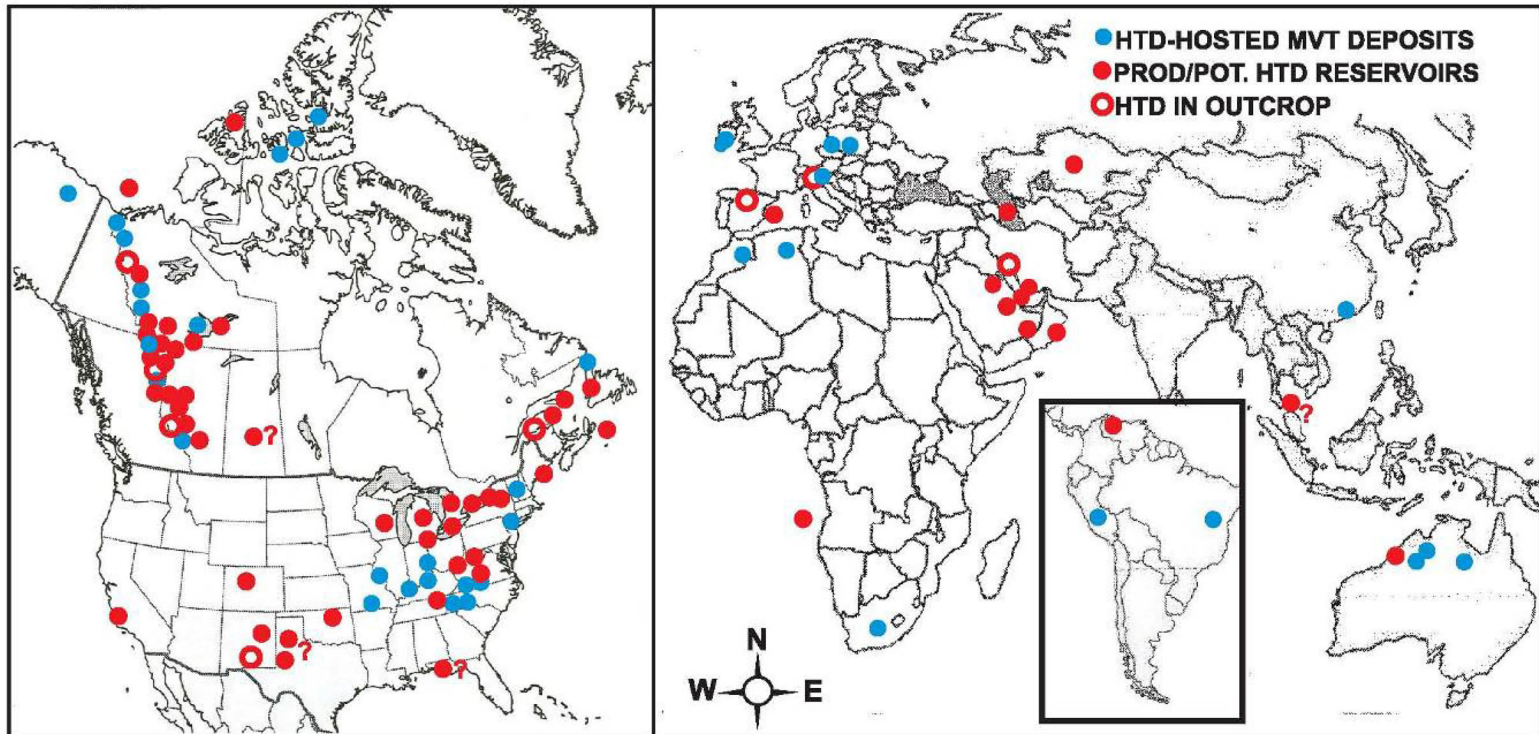 HTD-HOSTED MVT DEPOSITS
PROD/POT. HTD RESERVOIRS
HTD IN OUTCROP
?
?
?
?
N
W E
S